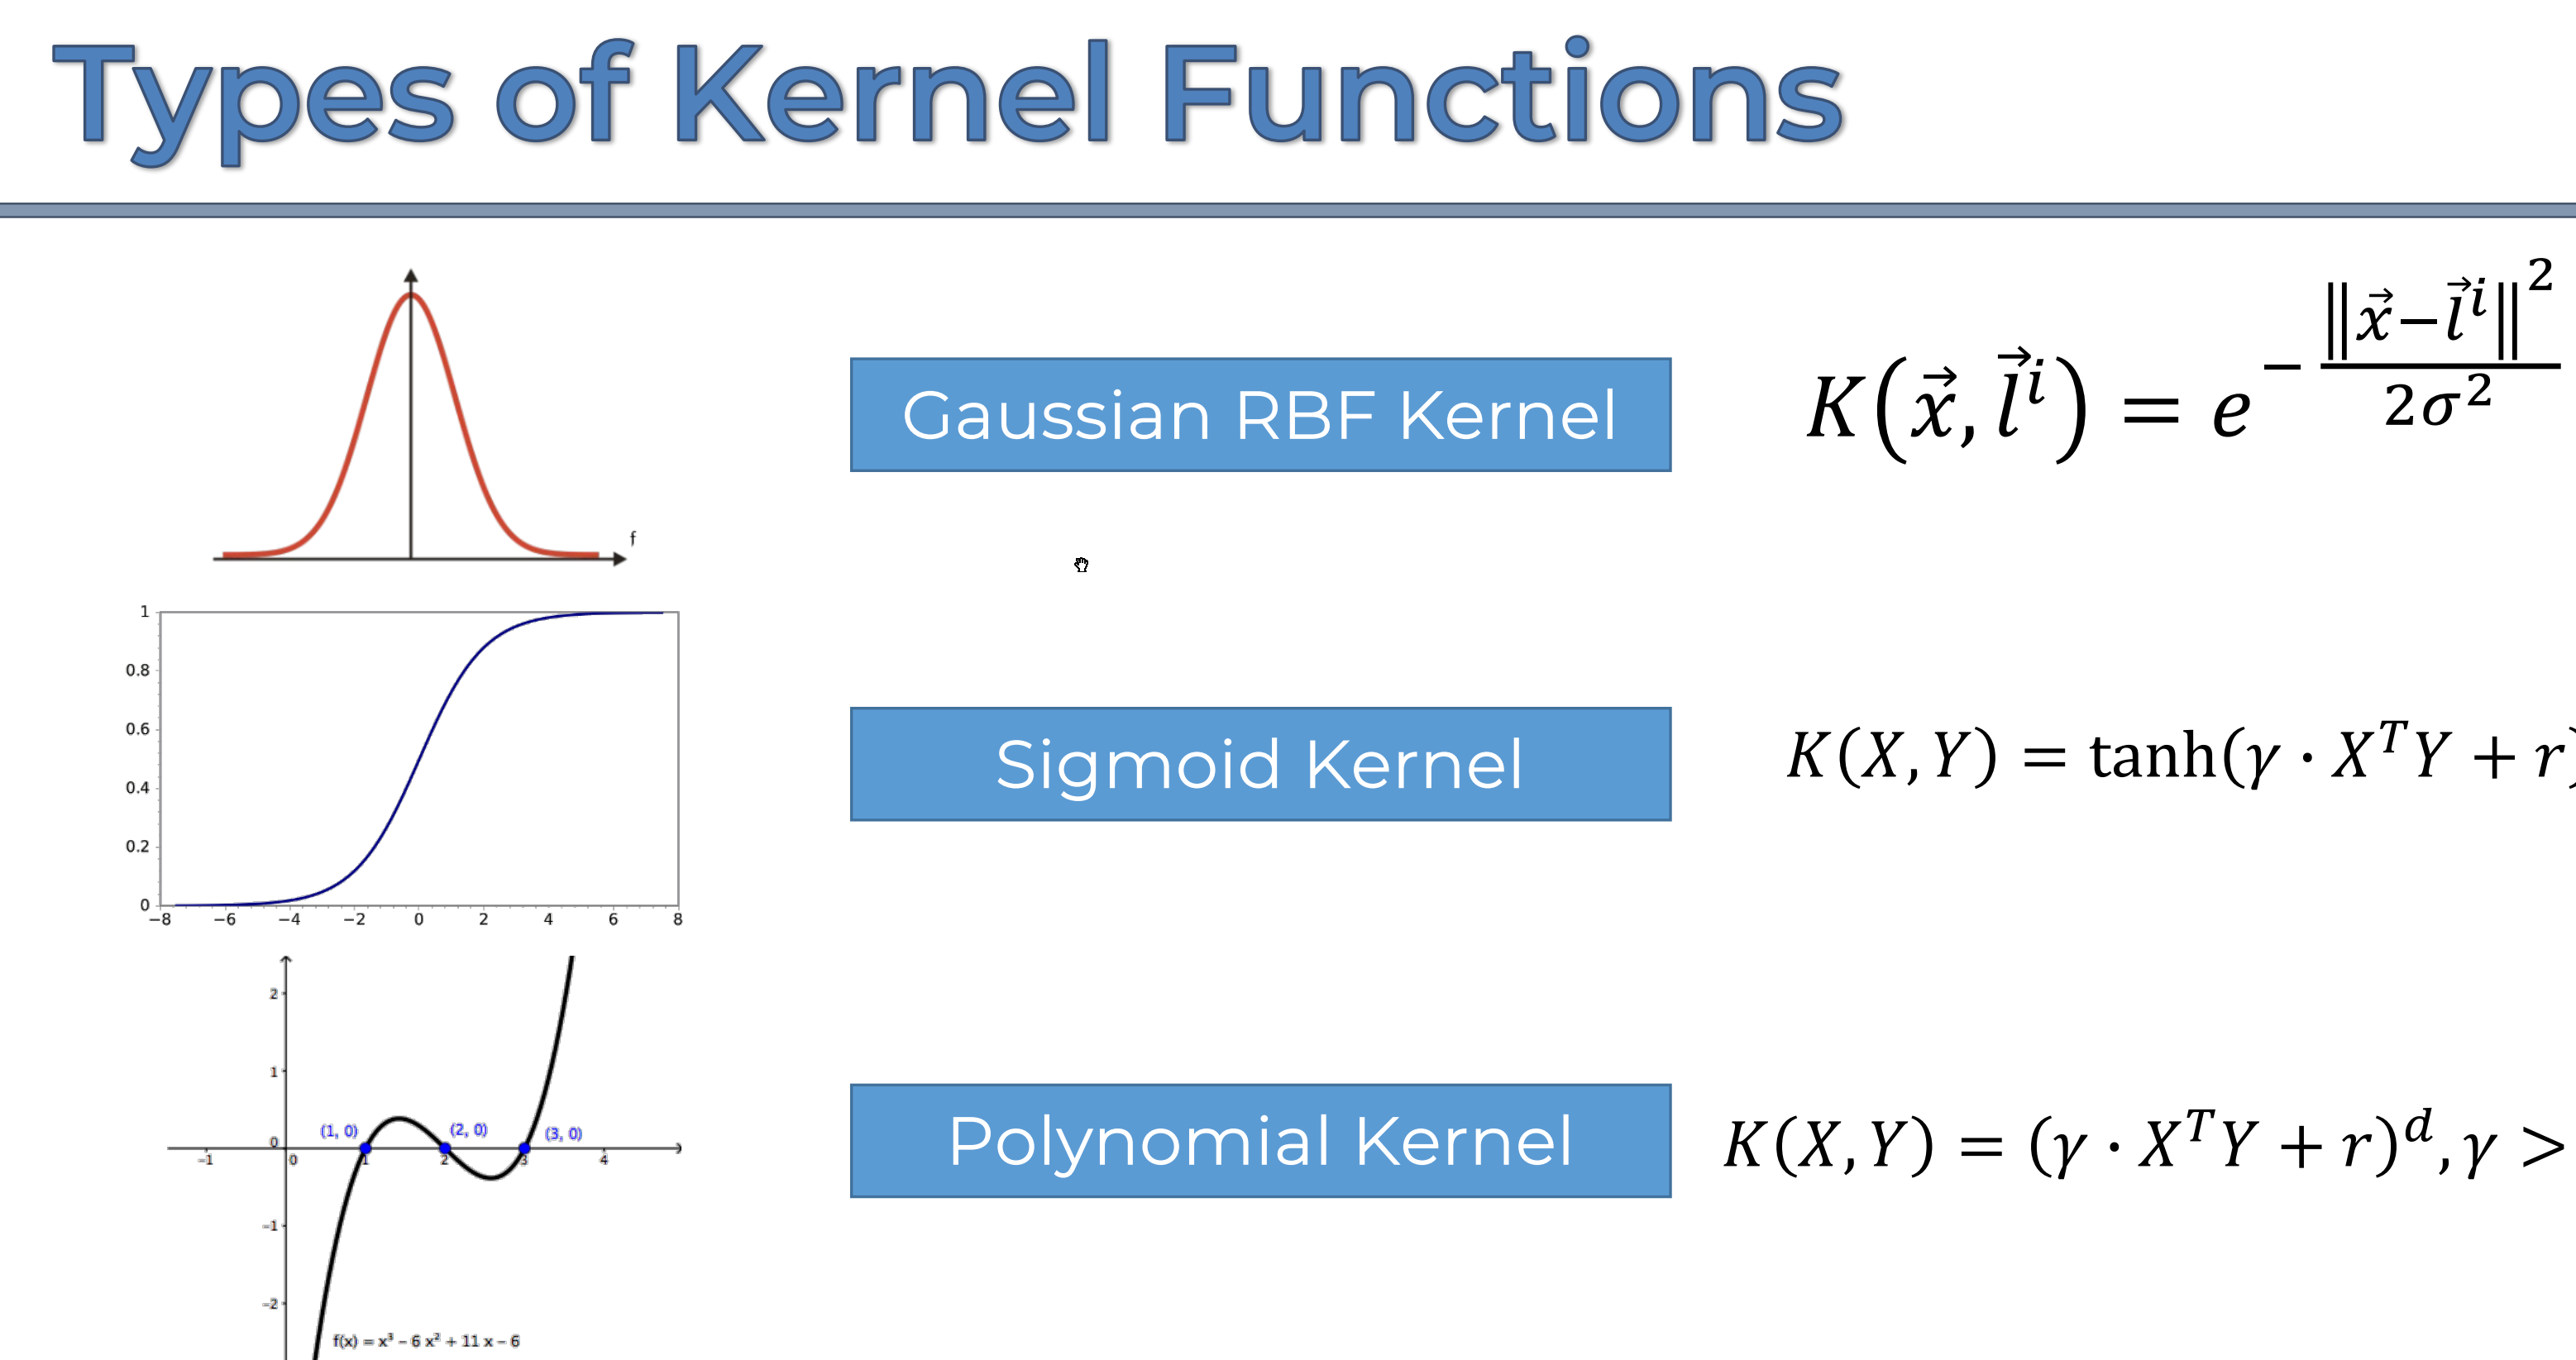 Types of Kernel Functions
f
Gaussian RBF Kernel
K(x⃗, l⃗ⁱ) = e^(−‖x⃗−l⃗ⁱ‖² / 2σ²)
1
0.8
0.6
0.4
0.2
0
−8 −6 −4 −2 0 2 4 6 8
Sigmoid Kernel
K(X, Y) = tanh(γ · XᵀY + r)
2
1
0
−1
−2
(1, 0) (2, 0) (3, 0)
−1 0 1 2 3 4
f(x) = x³ − 6 x² + 11 x − 6
Polynomial Kernel
K(X, Y) = (γ · XᵀY + r)ᵈ, γ >